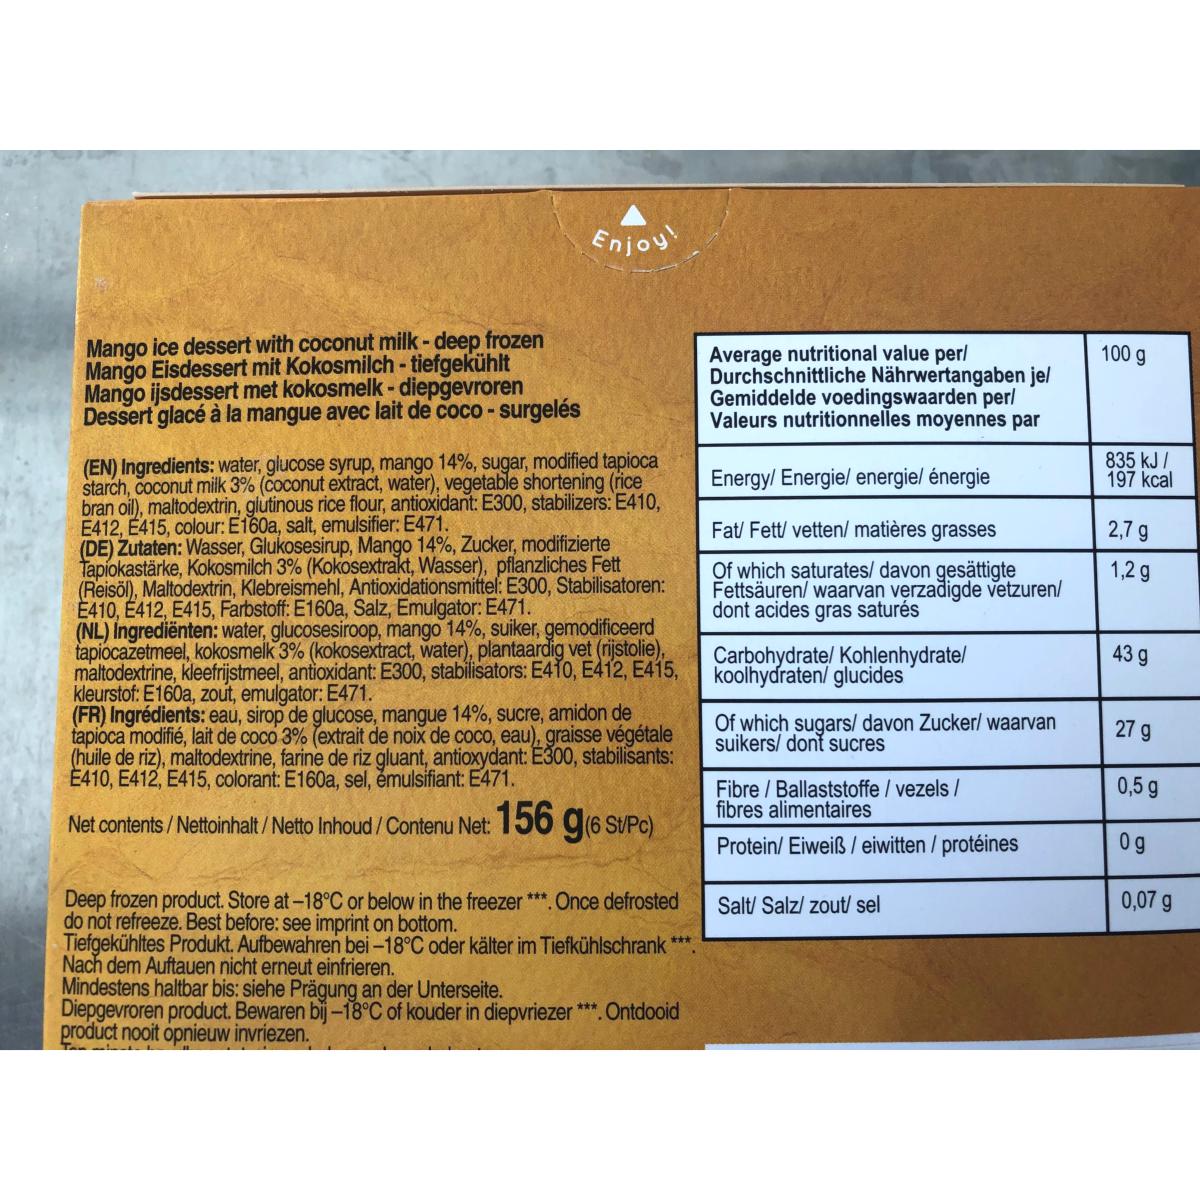 Enjoy!
Mango ice dessert with coconut milk - deep frozen
Mango Eisdessert mit Kokosmilch - tiefgekühlt
Mango ijsdessert met kokosmelk - diepgevroren
Dessert glacé à la mangue avec lait de coco - surgelés
(EN) Ingredients: water, glucose syrup, mango 14%, sugar, modified tapioca
starch, coconut milk 3% (coconut extract, water), vegetable shortening (rice
bran oil), maltodextrin, glutinous rice flour, antioxidant: E300, stabilizers: E410,
E412, E415, colour: E160a, salt, emulsifier: E471.
(DE) Zutaten: Wasser, Glukosesirup, Mango 14%, Zucker, modifizierte
Tapiokastärke, Kokosmilch 3% (Kokosextrakt, Wasser), pflanzliches Fett
(Reisöl), Maltodextrin, Klebreismehl, Antioxidationsmittel: E300, Stabilisatoren:
E410, E412, E415, Farbstoff: E160a, Salz, Emulgator: E471.
(NL) Ingrediënten: water, glucosesiroop, mango 14%, suiker, gemodificeerd
tapiocazetmeel, kokosmelk 3% (kokosextract, water), plantaardig vet (rijstolie),
maltodextrine, kleefrijstmeel, antioxidant: E300, stabilisators: E410, E412, E415,
kleurstof: E160a, zout, emulgator: E471.
(FR) Ingrédients: eau, sirop de glucose, mangue 14%, sucre, amidon de
tapioca modifié, lait de coco 3% (extrait de noix de coco, eau), graisse végétale
(huile de riz), maltodextrine, farine de riz gluant, antioxydant: E300, stabilisants:
E410, E412, E415, colorant: E160a, sel, émulsifiant: E471.
Net contents / Nettoinhalt / Netto Inhoud / Contenu Net: 156 g(6 St/Pc)
Deep frozen product. Store at –18°C or below in the freezer ***. Once defrosted
do not refreeze. Best before: see imprint on bottom.
Tiefgekühltes Produkt. Aufbewahren bei –18°C oder kälter im Tiefkühlschrank ***.
Nach dem Auftauen nicht erneut einfrieren.
Mindestens haltbar bis: siehe Prägung an der Unterseite.
Diepgevroren product. Bewaren bij –18°C of kouder in diepvriezer ***. Ontdooid
product nooit opnieuw invriezen.
Average nutritional value per/ 100 g
Durchschnittliche Nährwertangaben je/
Gemiddelde voedingswaarden per/
Valeurs nutritionnelles moyennes par
Energy/ Energie/ energie/ énergie 835 kJ /
197 kcal
Fat/ Fett/ vetten/ matières grasses 2,7 g
Of which saturates/ davon gesättigte 1,2 g
Fettsäuren/ waarvan verzadigde vetzuren/
dont acides gras saturés
Carbohydrate/ Kohlenhydrate/ 43 g
koolhydraten/ glucides
Of which sugars/ davon Zucker/ waarvan 27 g
suikers/ dont sucres
Fibre / Ballaststoffe / vezels / 0,5 g
fibres alimentaires
Protein/ Eiweiß / eiwitten / protéines 0 g
Salt/ Salz/ zout/ sel 0,07 g